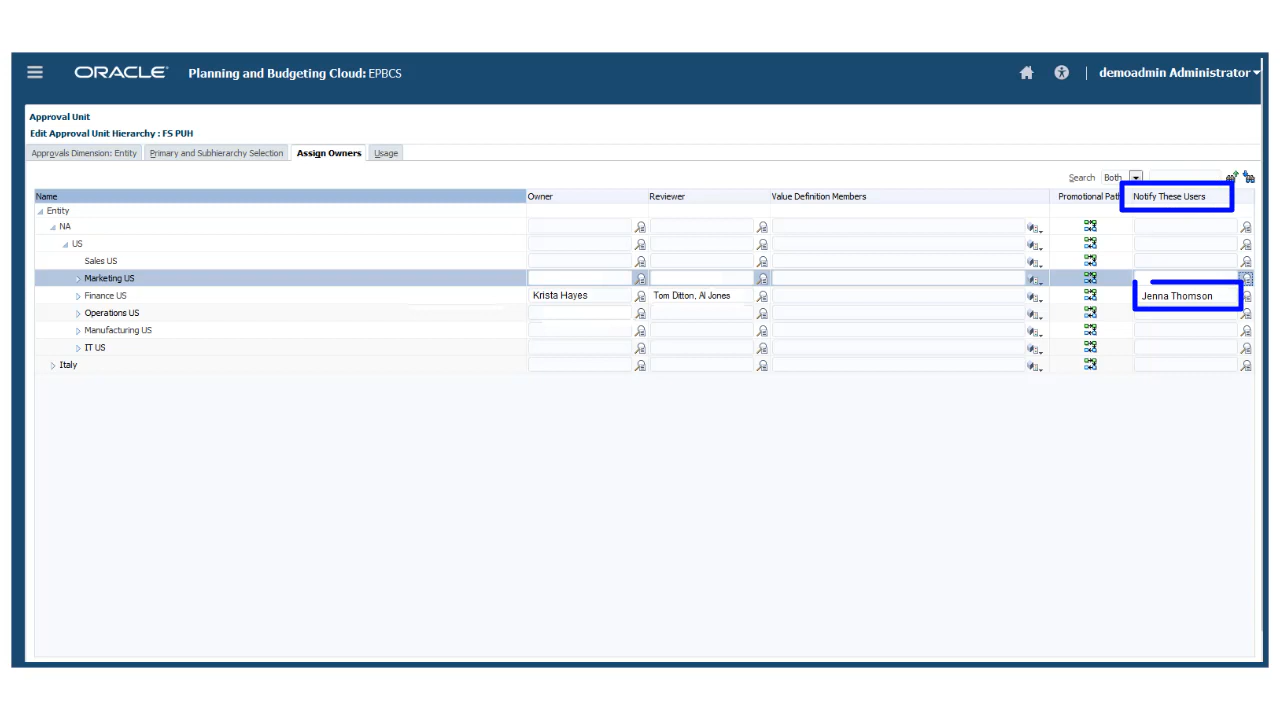 ORACLE® Planning and Budgeting Cloud: EPBCS demoadmin Administrator
Approval Unit
Edit Approval Unit Hierarchy : FS PUH
Approvals Dimension: Entity Primary and Subhierarchy Selection Assign Owners Usage
Search Both
Name Owner Reviewer Value Definition Members Promotional Path Notify These Users
Entity
NA
US
Sales US
Marketing US
Finance US Krista Hayes Tom Ditton, Al Jones Jenna Thomson
Operations US
Manufacturing US
IT US
Italy